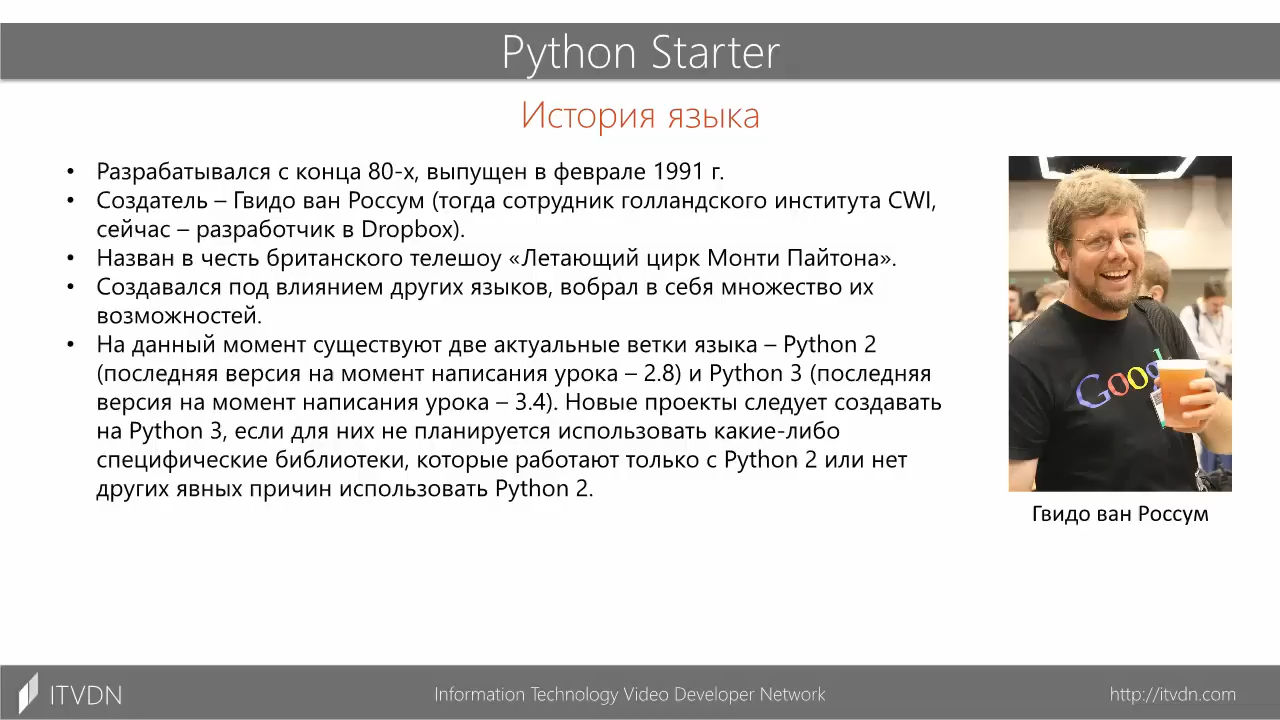 Python Starter
История языка
• Разрабатывался с конца 80-х, выпущен в феврале 1991 г.
• Создатель – Гвидо ван Россум (тогда сотрудник голландского института CWI,
сейчас – разработчик в Dropbox).
• Назван в честь британского телешоу «Летающий цирк Монти Пайтона».
• Создавался под влиянием других языков, вобрал в себя множество их
возможностей.
• На данный момент существуют две актуальные ветки языка – Python 2
(последняя версия на момент написания урока – 2.8) и Python 3 (последняя
версия на момент написания урока – 3.4). Новые проекты следует создавать
на Python 3, если для них не планируется использовать какие-либо
специфические библиотеки, которые работают только с Python 2 или нет
других явных причин использовать Python 2.
Googl
Гвидо ван Россум
ITVDN
Information Technology Video Developer Network
http://itvdn.com